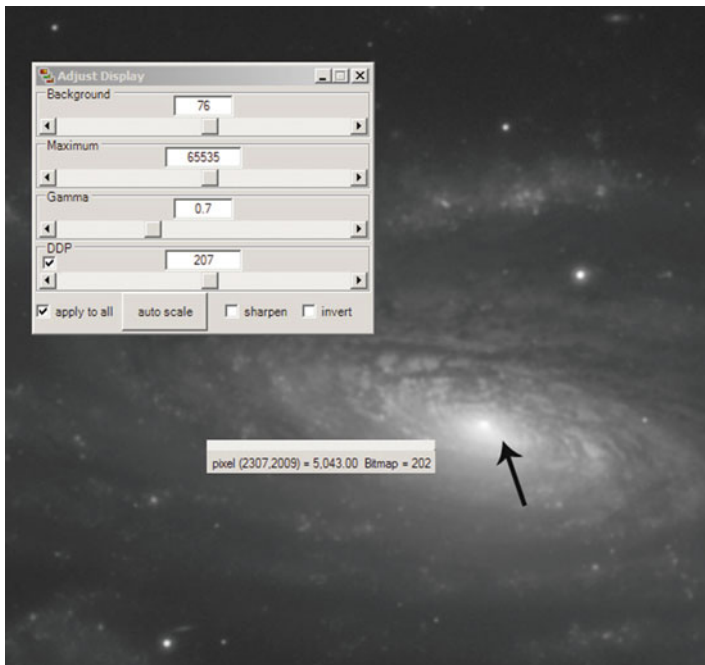 Adjust Display
Background
76
Maximum
65535
Gamma
0.7
DDP
207
apply to all auto scale sharpen invert
pixel (2307,2009) = 5,043.00 Bitmap = 202